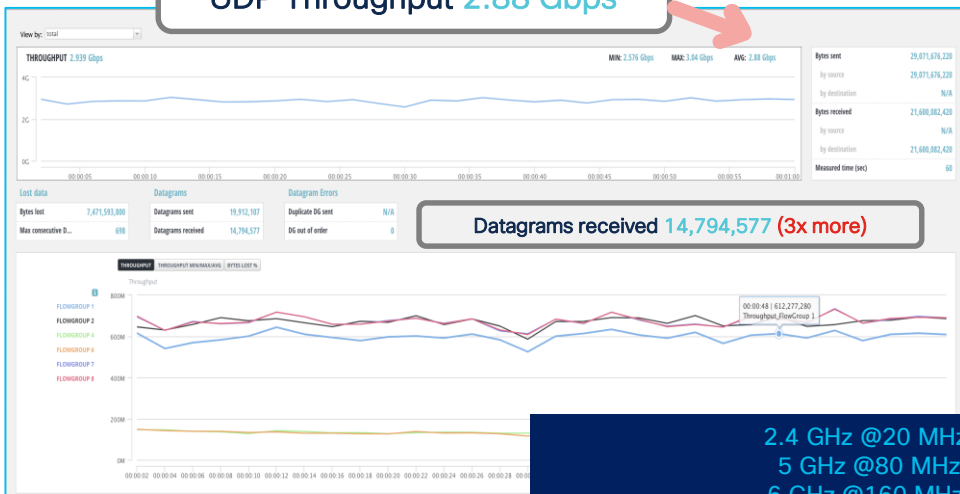 UDP Throughput 2.88 Gbps
View by: total
THROUGHPUT 2.939 Gbps
MIN: 2.576 Gbps MAX: 3.04 Gbps AVG: 2.88 Gbps
4G
2G
0G
00:00:05 00:00:10 00:00:15 00:00:20 00:00:25 00:00:30 00:00:35 00:00:40 00:00:45 00:00:50 00:00:55 00:01:00
Bytes sent 29,071,676,220
by source 29,071,676,220
by destination N/A
Bytes received 21,600,082,420
by source N/A
by destination 21,600,082,420
Measured time (sec) 60
Lost data
Bytes lost 7,471,593,800
Max consecutive D... 690
Datagrams
Datagrams sent 19,912,107
Datagrams received 14,794,577
Datagram Errors
Duplicate DG sent N/A
DG out of order 0
Datagrams received 14,794,577 (3x more)
THROUGHPUT THROUGHPUT MIN/MAX/AVG BYTES LOST %
Throughput
FLOWGROUP 1
FLOWGROUP 2
FLOWGROUP 4
FLOWGROUP 6
FLOWGROUP 7
FLOWGROUP 8
800M
600M
400M
200M
0M
00:00:48 | 612,277,280
Throughput_FlowGroup 1
00:00:02 00:00:04 00:00:06 00:00:08 00:00:10 00:00:12 00:00:14 00:00:16 00:00:18 00:00:20 00:00:22 00:00:24 00:00:26 00:00:28
2.4 GHz @20 MHz
5 GHz @80 MHz
6 GHz @160 MHz